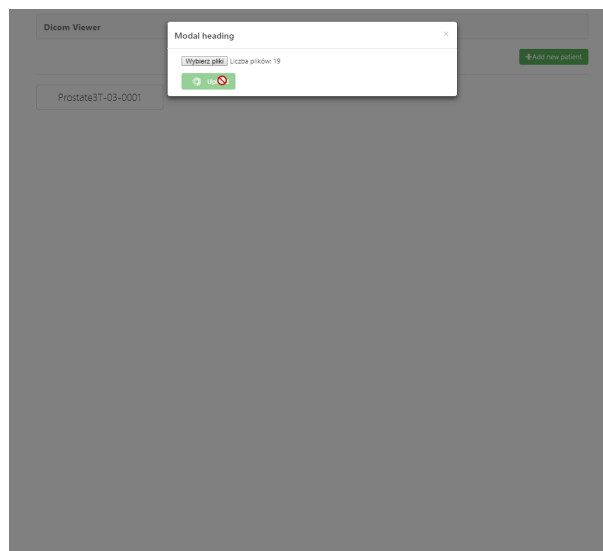 Dicom Viewer
Modal heading
×
Wybierz pliki Liczba plików: 19
+Add new patient
Prostate3T-03-0001